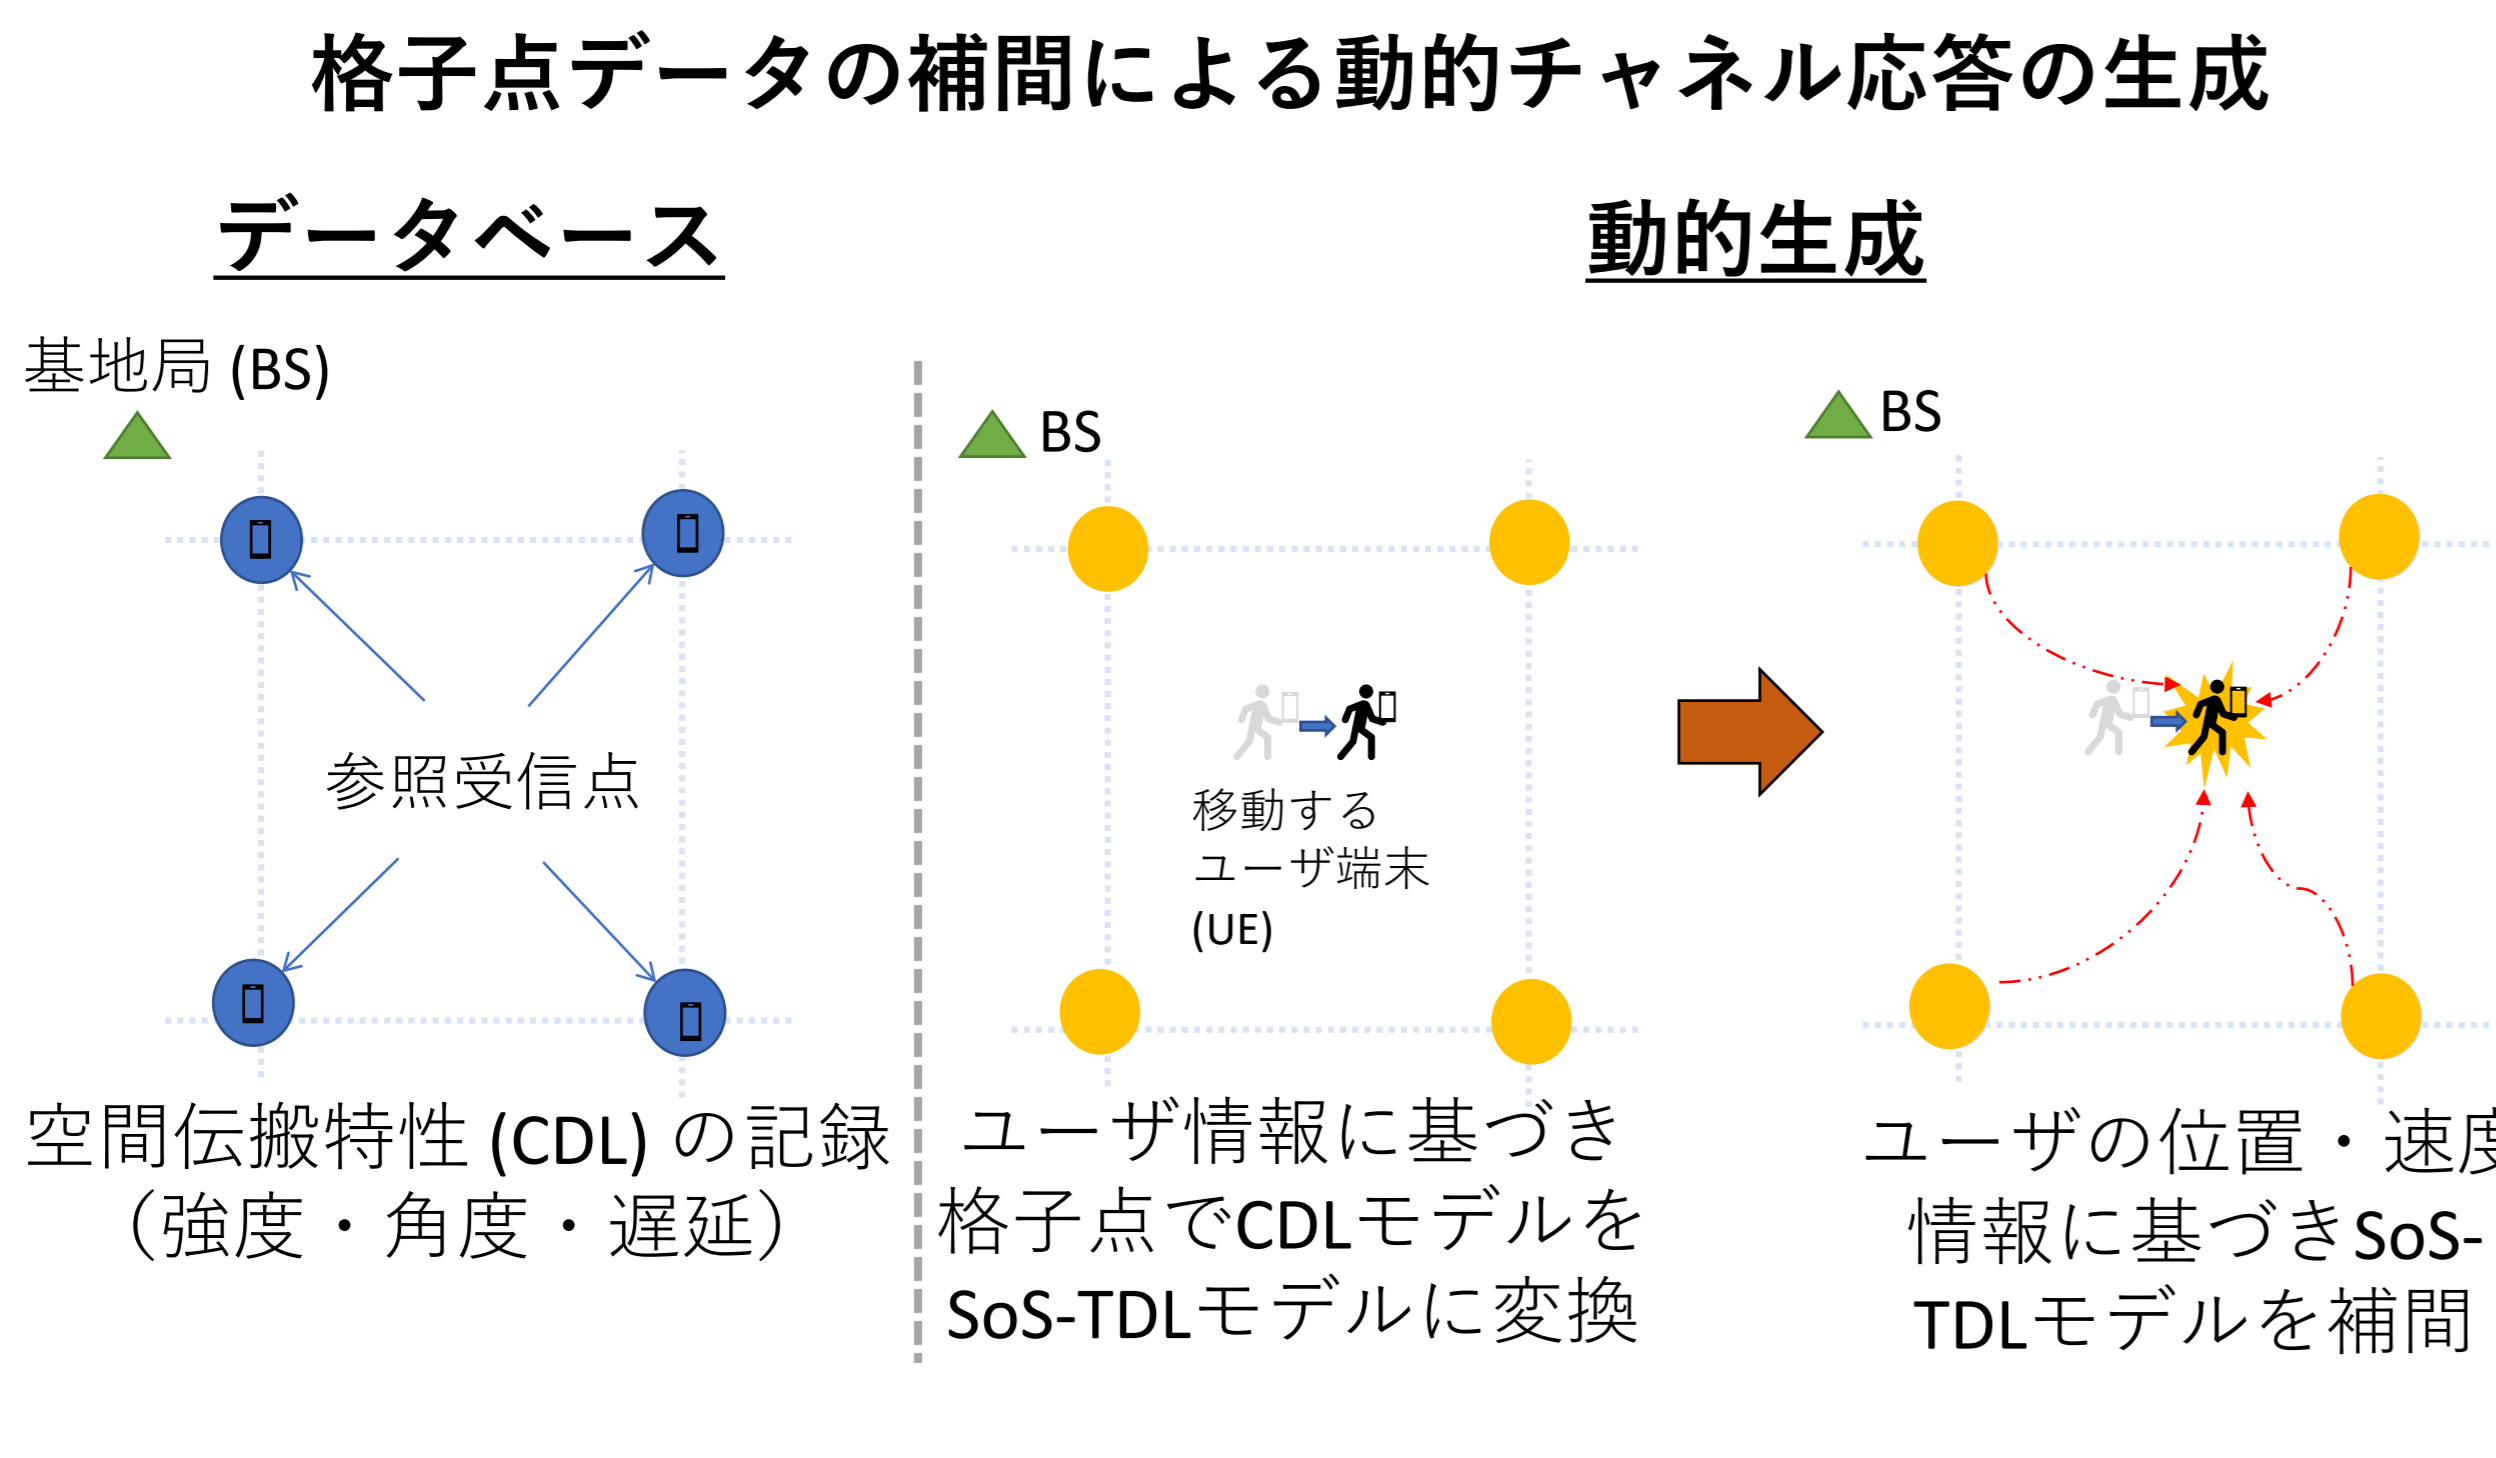 格子点データの補間による動的チャネル応答の生成
データベース
動的生成
基地局 (BS)
参照受信点
空間伝搬特性 (CDL) の記録
（強度・角度・遅延）
BS
移動する
ユーザ端末
(UE)
ユーザ情報に基づき
格子点でCDLモデルを
SoS-TDLモデルに変換
BS
ユーザの位置・速度
情報に基づきSoS-
TDLモデルを補間